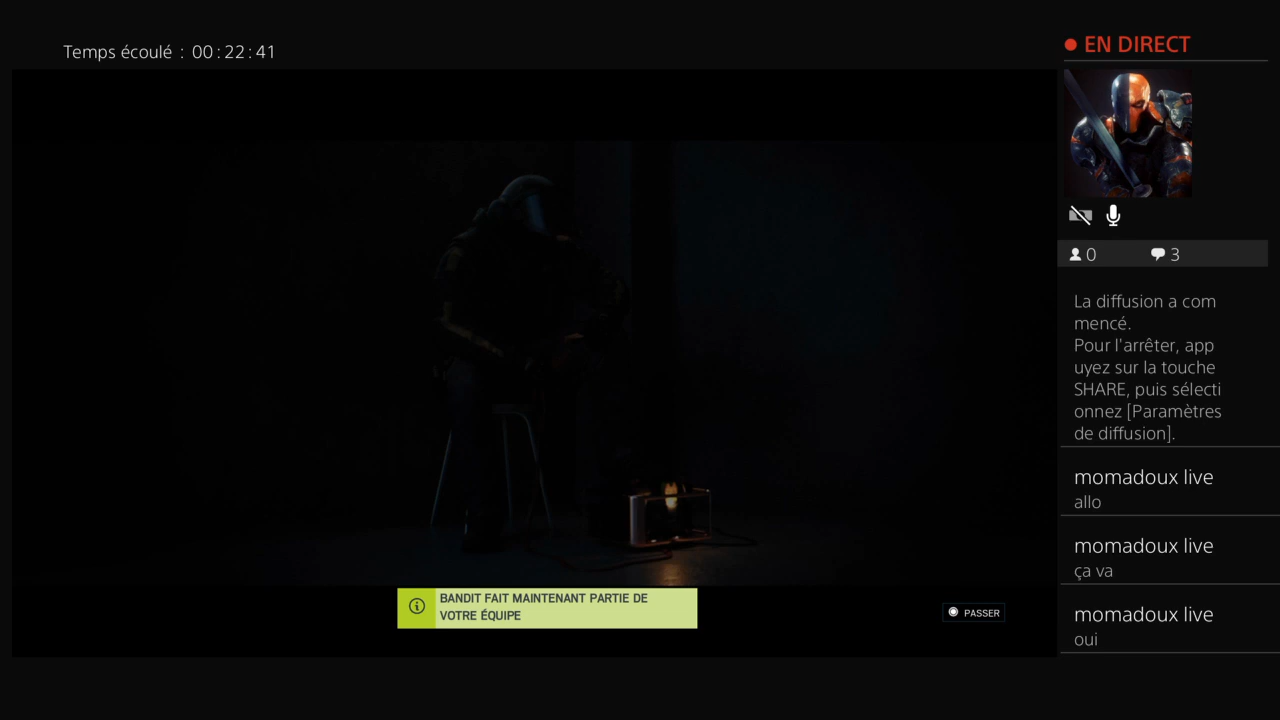 Temps écoulé : 00:22:41
EN DIRECT
0
3
La diffusion a com
mencé.
Pour l'arrêter, app
uyez sur la touche
SHARE, puis sélecti
onnez [Paramètres
de diffusion].
momadoux live
allo
momadoux live
ça va
momadoux live
oui
BANDIT FAIT MAINTENANT PARTIE DE
VOTRE ÉQUIPE
PASSER